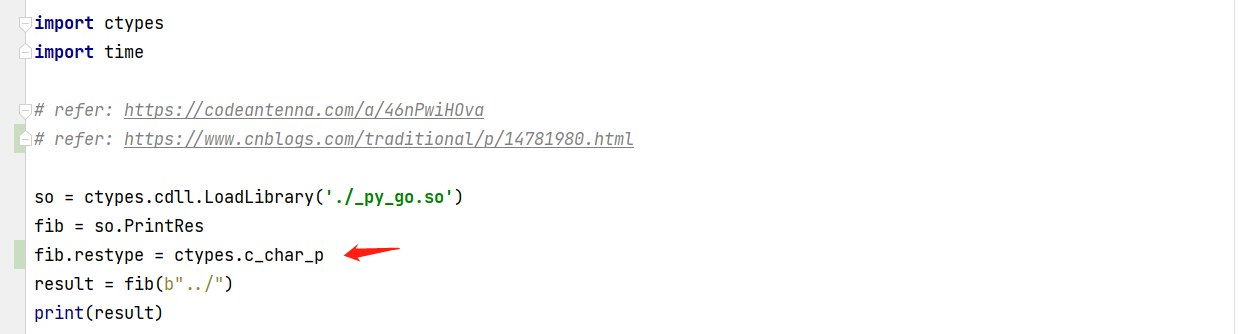 import ctypes
import time
# refer: https://codeantenna.com/a/46nPwiHOva
# refer: https://www.cnblogs.com/traditional/p/14781980.html
so = ctypes.cdll.LoadLibrary('./_py_go.so')
fib = so.PrintRes
fib.restype = ctypes.c_char_p
result = fib(b"../")
print(result)